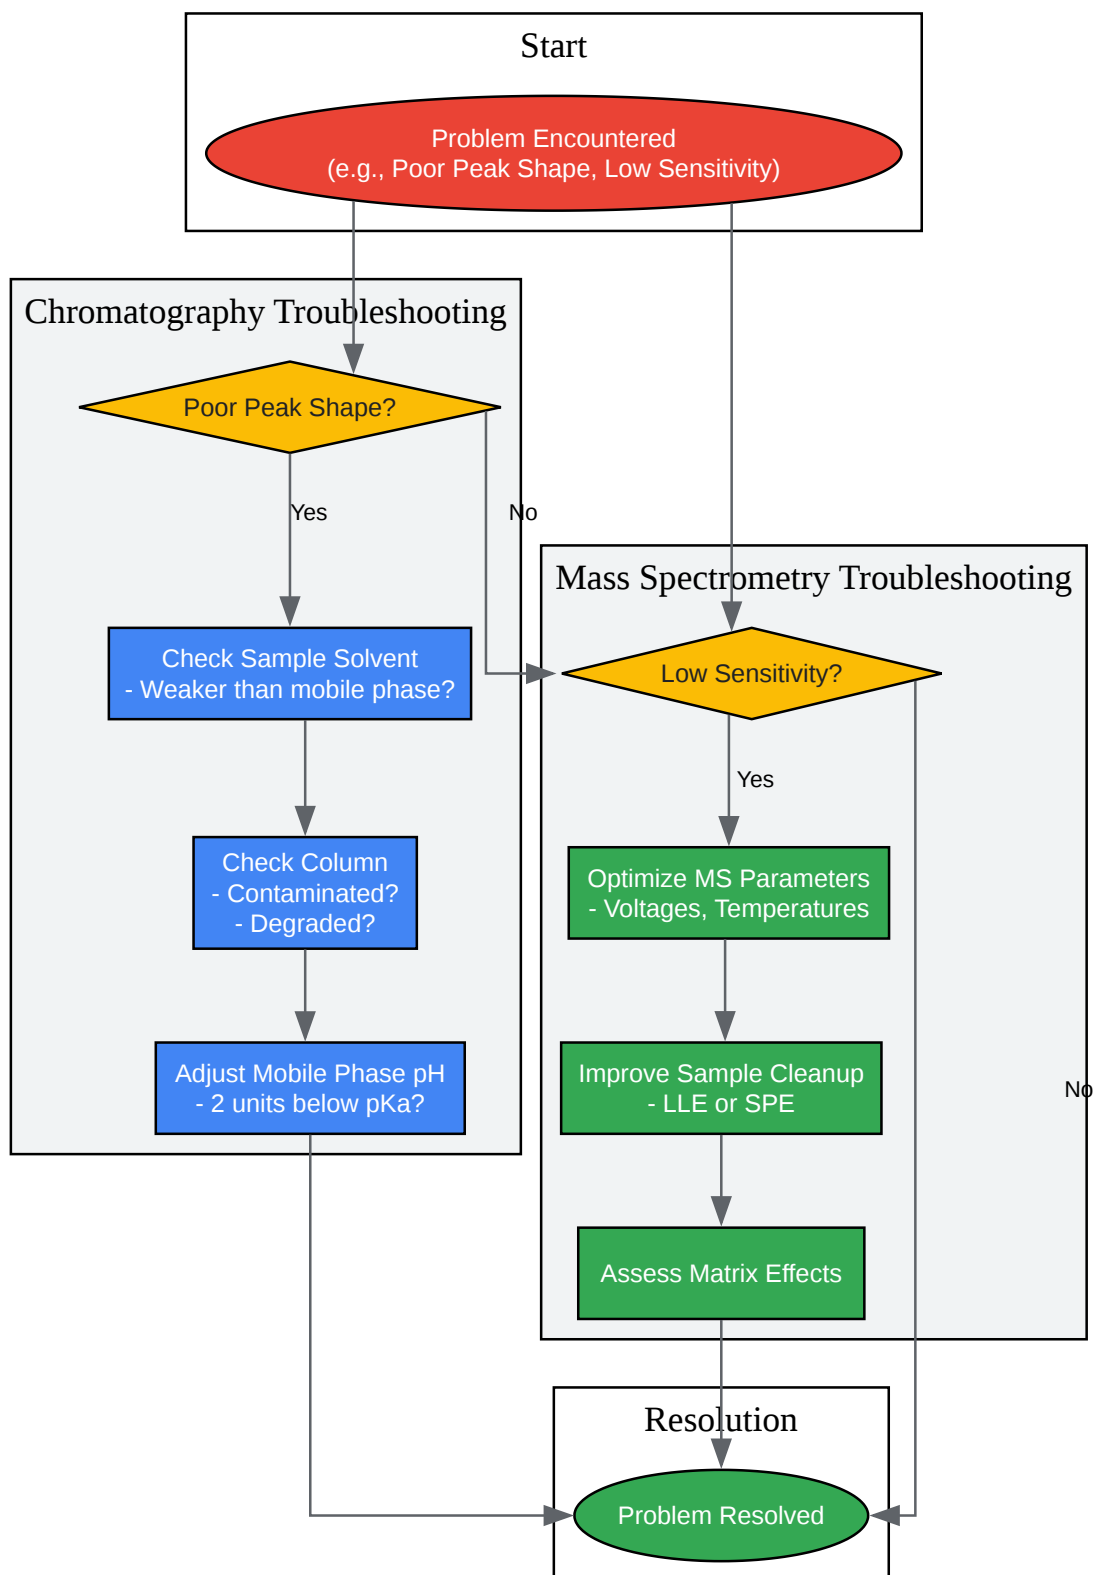 Start
Problem Encountered
(e.g., Poor Peak Shape, Low Sensitivity)
Chromatography Troubleshooting
Poor Peak Shape?
Yes
No
Check Sample Solvent
- Weaker than mobile phase?
Check Column
- Contaminated?
- Degraded?
Adjust Mobile Phase pH
- 2 units below pKa?
Mass Spectrometry Troubleshooting
Low Sensitivity?
Yes
No
Optimize MS Parameters
- Voltages, Temperatures
Improve Sample Cleanup
- LLE or SPE
Assess Matrix Effects
Resolution
Problem Resolved